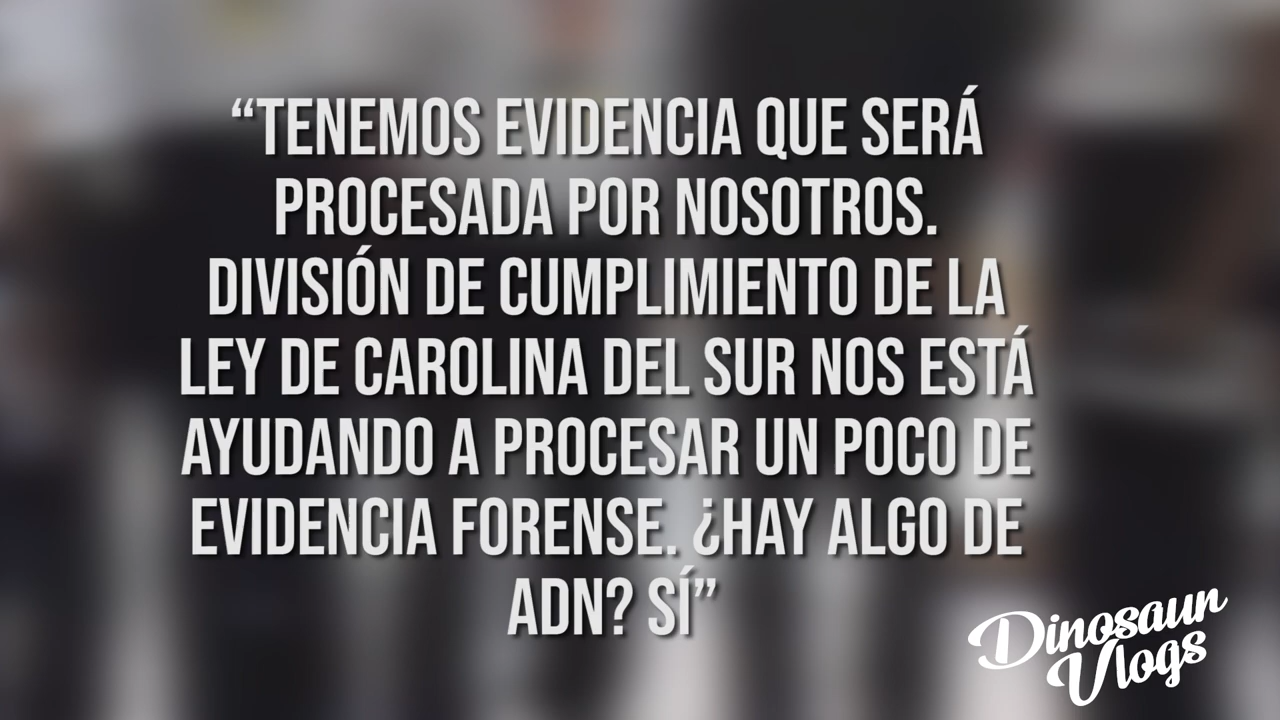 “TENEMOS EVIDENCIA QUE SERÁ
PROCESADA POR NOSOTROS.
DIVISIÓN DE CUMPLIMIENTO DE LA
LEY DE CAROLINA DEL SUR NOS ESTÁ
AYUDANDO A PROCESAR UN POCO DE
EVIDENCIA FORENSE. ¿HAY ALGO DE
ADN? SÍ”
Dinosaur
Vlogs